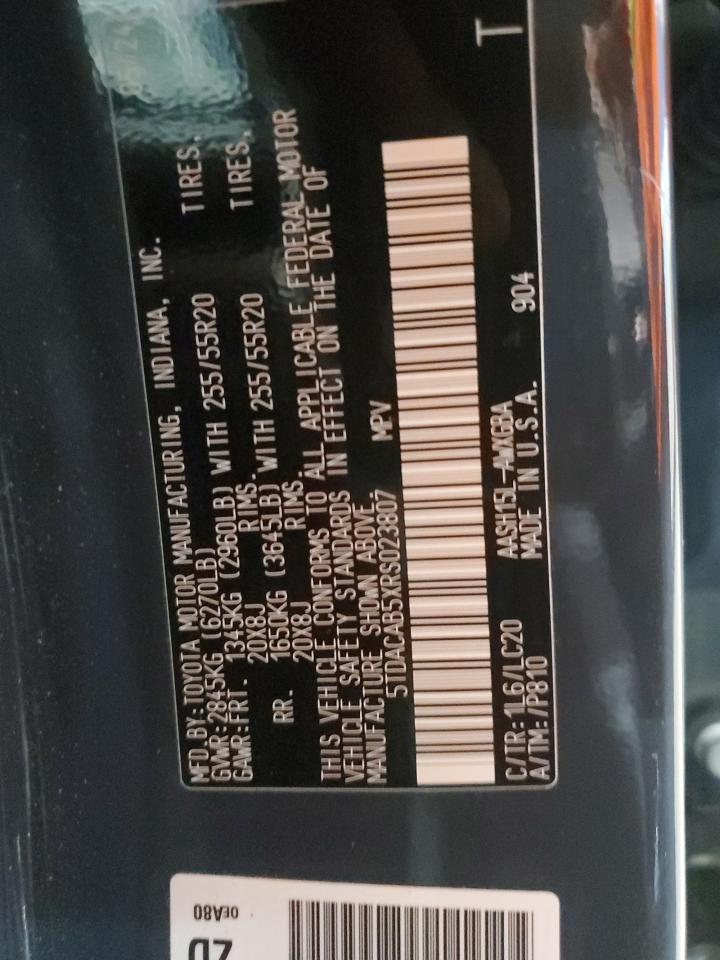 MFD.BY:TOYOTA MOTOR MANUFACTURING, INDIANA, INC.
GVWR:2845KG (6270LB)
GAWR:FRT. 1345KG (2960LB) WITH 255/55R20 TIRES,
20X8J RIMS.
RR. 1650KG (3645LB) WITH 255/55R20 TIRES,
20X8J RIMS.
THIS VEHICLE CONFORMS TO ALL APPLICABLE FEDERAL MOTOR
VEHICLE SAFETY STANDARDS IN EFFECT ON THE DATE OF
MANUFACTURE SHOWN ABOVE.
5TDACAB5XRS023807 MPV
C/TR:1L6/LC20 AASH15L-AWXGBA 904 T
A/TM:/P810 MADE IN U.S.A.
0EA80